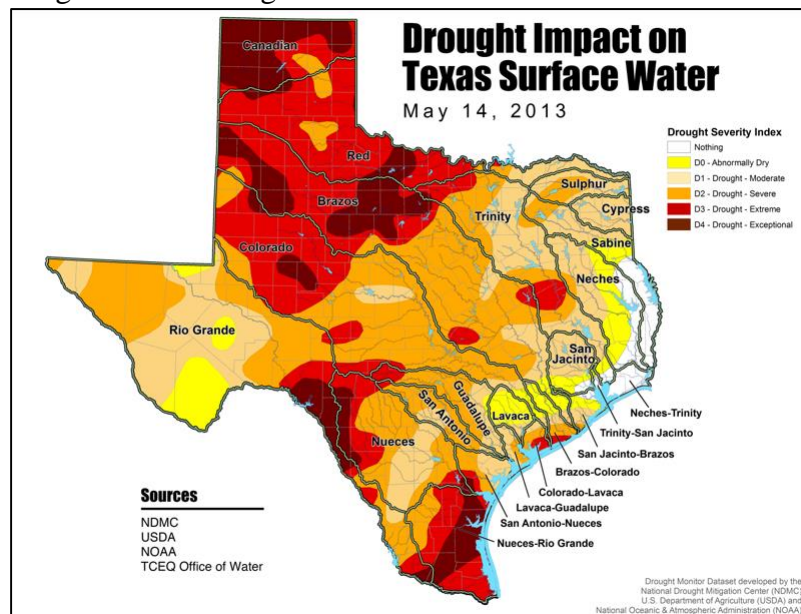 Drought Impact on
Texas Surface Water
May 14, 2013
Drought Severity Index
Nothing
D0 - Abnormally Dry
D1 - Drought - Moderate
D2 - Drought - Severe
D3 - Drought - Extreme
D4 - Drought - Exceptional
Canadian
Red
Brazos
Colorado
Trinity
Sulphur
Cypress
Sabine
Neches
Rio Grande
San
Jacinto
Guadalupe
San Antonio
Lavaca
Nueces
Neches-Trinity
Trinity-San Jacinto
San Jacinto-Brazos
Brazos-Colorado
Colorado-Lavaca
Lavaca-Guadalupe
San Antonio-Nueces
Nueces-Rio Grande
Sources
NDMC
USDA
NOAA
TCEQ Office of Water
Drought Monitor Dataset developed by the
National Drought Mitigation Center (NDMC)
U.S. Department of Agriculture (USDA) and
National Oceanic & Atmospheric Administration (NOAA)